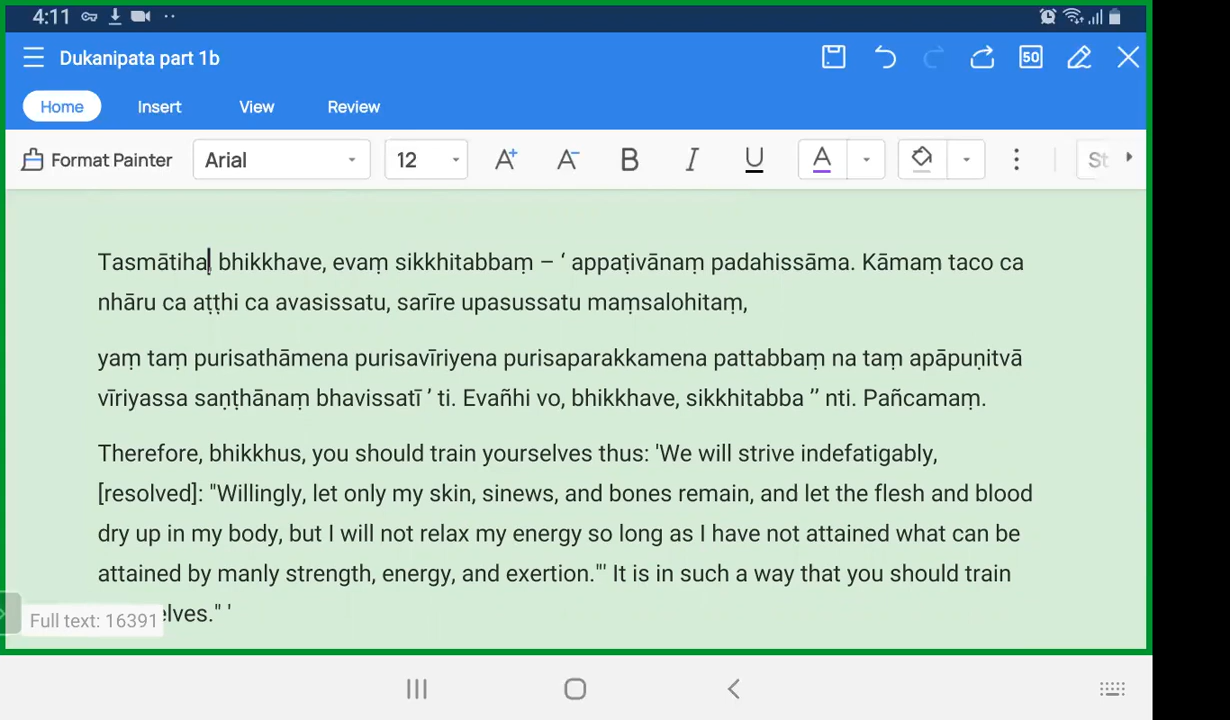 4:11
Dukanipata part 1b
50
Home Insert View Review
Format Painter Arial 12 A+ A- B I U A St
Tasmātiha, bhikkhave, evaṃ sikkhitabbaṃ – ‘ appaṭivānaṃ padahissāma. Kāmaṃ taco ca
nhāru ca aṭṭhi ca avasissatu, sarīre upasussatu maṃsalohitaṃ,
yaṃ taṃ purisathāmena purisavīriyena purisaparakkamena pattabbaṃ na taṃ apāpuṇitvā
vīriyassa saṇṭhānaṃ bhavissatī ’ ti. Evañhi vo, bhikkhave, sikkhitabba ’’ nti. Pañcamaṃ.
Therefore, bhikkhus, you should train yourselves thus: 'We will strive indefatigably,
[resolved]: "Willingly, let only my skin, sinews, and bones remain, and let the flesh and blood
dry up in my body, but I will not relax my energy so long as I have not attained what can be
attained by manly strength, energy, and exertion."' It is in such a way that you should train
elves." '
Full text: 16391